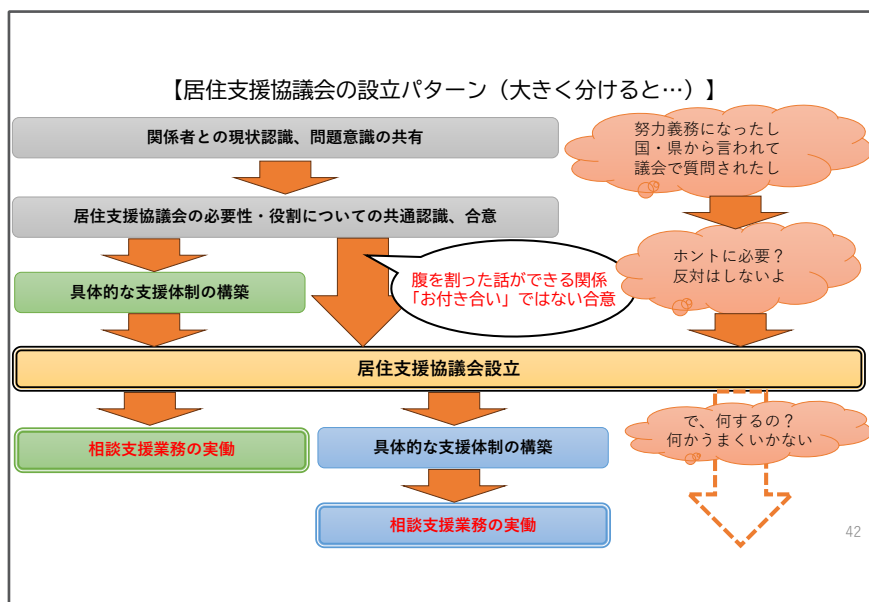 【居住支援協議会の設立パターン（大きく分けると…）】
関係者との現状認識、問題意識の共有
努力義務になったし
国・県から言われて
議会で質問されたし
居住支援協議会の必要性・役割についての共通認識、合意
腹を割った話ができる関係
「お付き合い」ではない合意
ホントに必要？
反対はしないよ
具体的な支援体制の構築
居住支援協議会設立
相談支援業務の実働
具体的な支援体制の構築
で、何するの？
何かうまくいかない
相談支援業務の実働
42